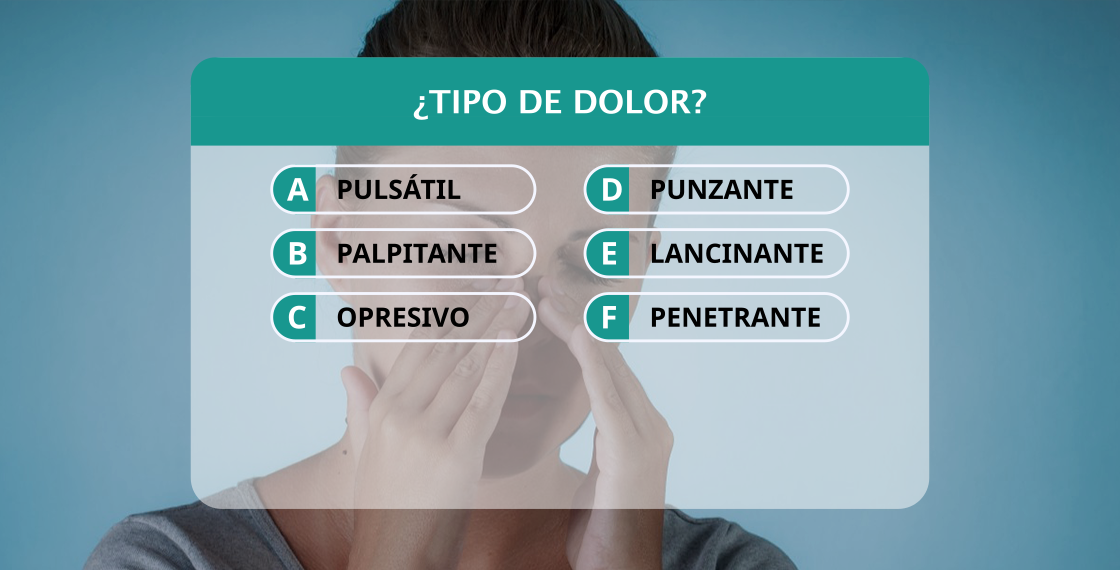 ¿TIPO DE DOLOR?
A PULSÁTIL
B PALPITANTE
C OPRESIVO
D PUNZANTE
E LANCINANTE
F PENETRANTE